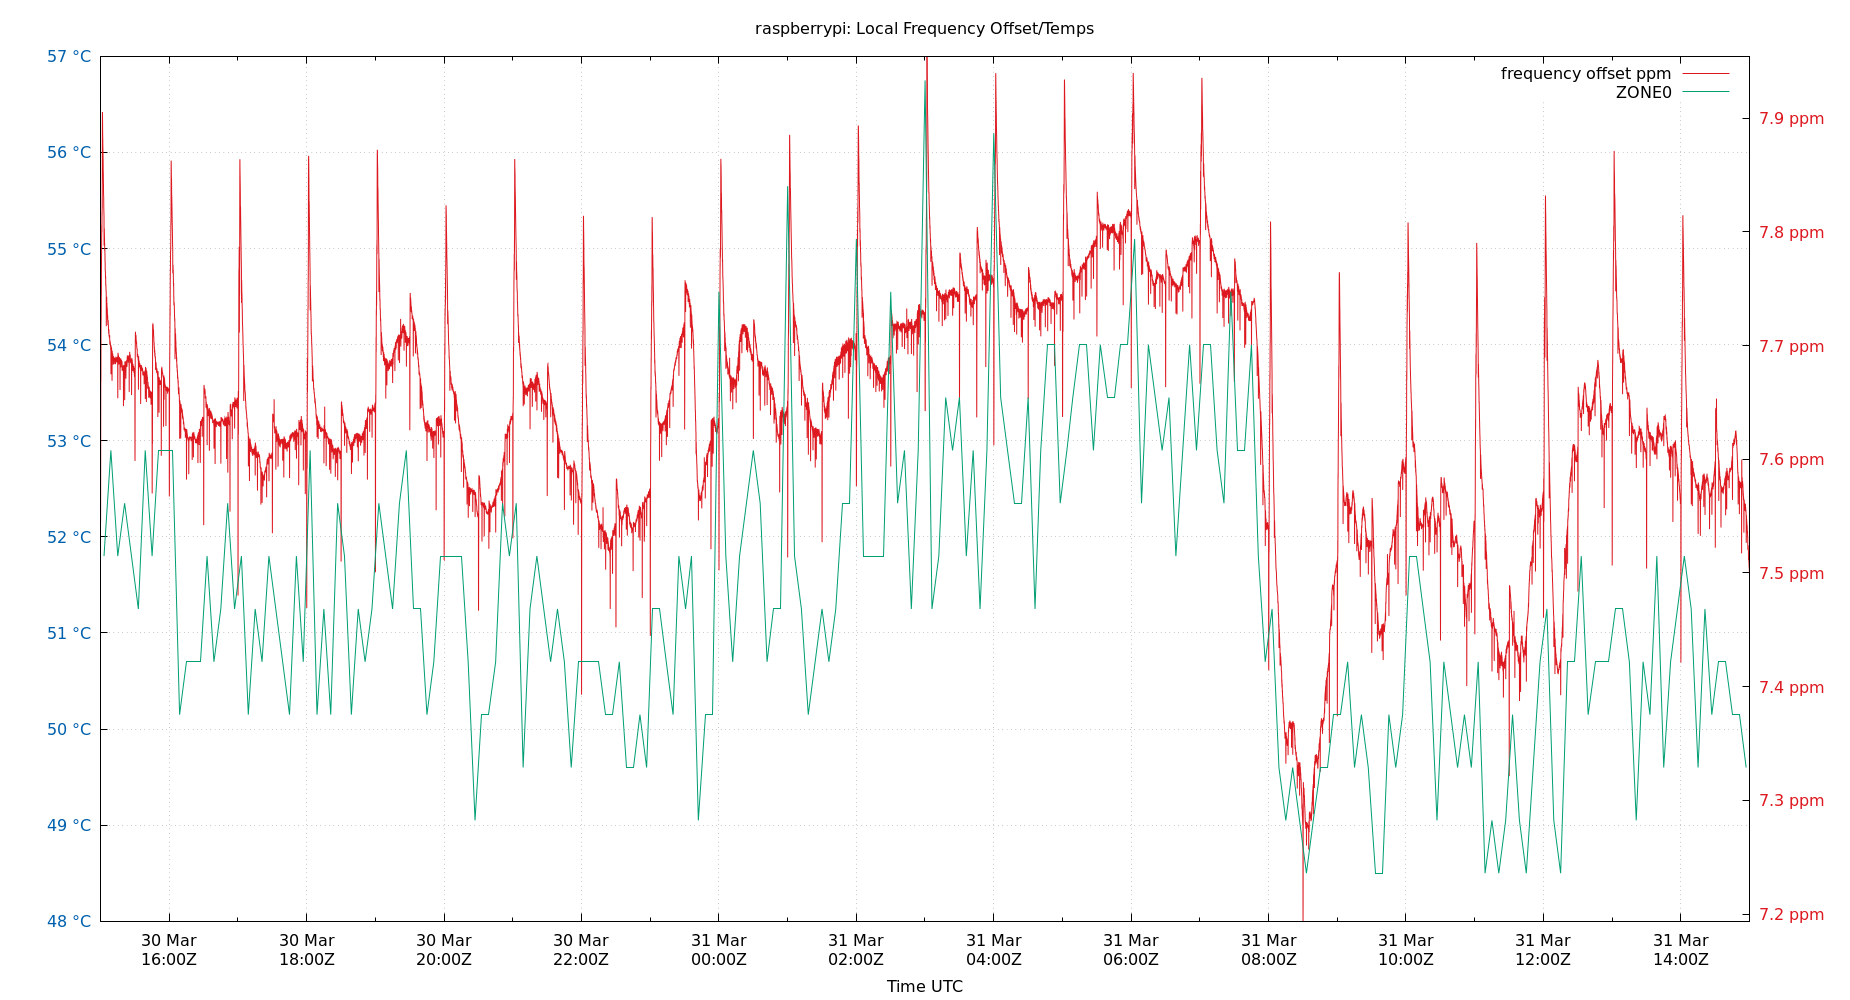 raspberrypi: Local Frequency Offset/Temps
frequency offset ppm
ZONE0
57 °C
56 °C
55 °C
54 °C
53 °C
52 °C
51 °C
50 °C
49 °C
48 °C
7.9 ppm
7.8 ppm
7.7 ppm
7.6 ppm
7.5 ppm
7.4 ppm
7.3 ppm
7.2 ppm
30 Mar
16:00Z
30 Mar
18:00Z
30 Mar
20:00Z
30 Mar
22:00Z
31 Mar
00:00Z
31 Mar
02:00Z
31 Mar
04:00Z
31 Mar
06:00Z
31 Mar
08:00Z
31 Mar
10:00Z
31 Mar
12:00Z
31 Mar
14:00Z
Time UTC